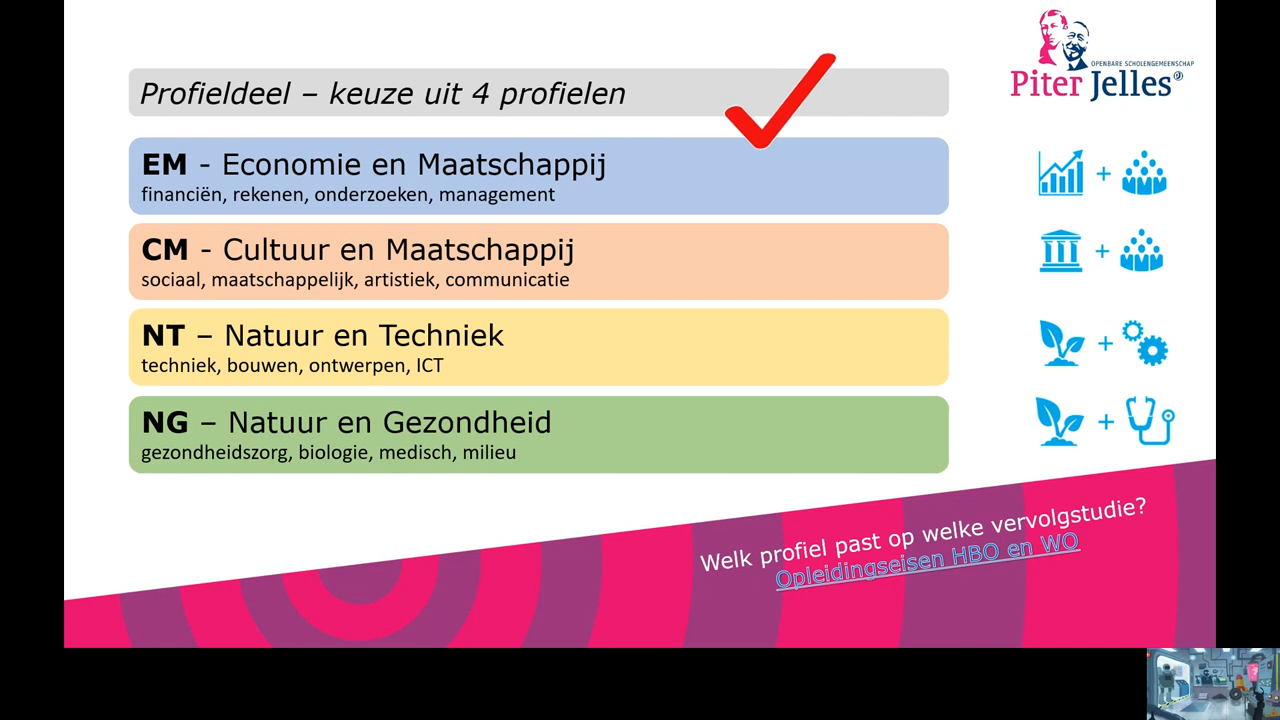 OPENBARE SCHOLENGEMEENSCHAP
Piter Jelles
Profieldeel – keuze uit 4 profielen
EM - Economie en Maatschappij
financiën, rekenen, onderzoeken, management
CM - Cultuur en Maatschappij
sociaal, maatschappelijk, artistiek, communicatie
NT – Natuur en Techniek
techniek, bouwen, ontwerpen, ICT
NG – Natuur en Gezondheid
gezondheidszorg, biologie, medisch, milieu
Welk profiel past op welke vervolgstudie?
Opleidingseisen HBO en WO